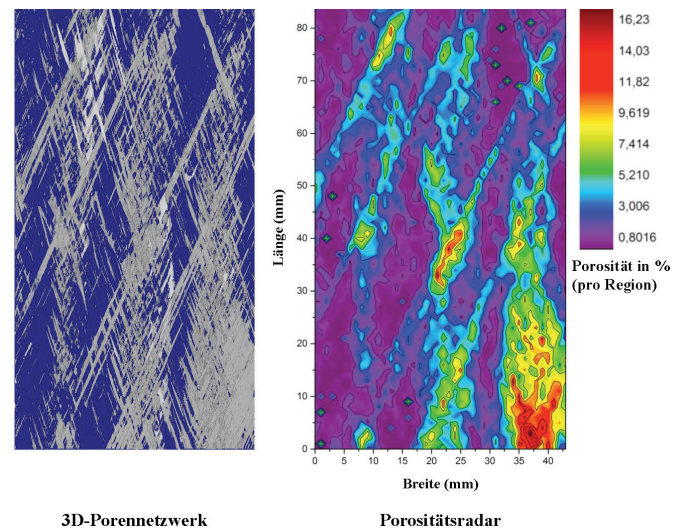 80
70
60
50
40
30
20
10
0
Länge (mm)
0 5 10 15 20 25 30 35 40
Breite (mm)
16,23
14,03
11,82
9.619
7,414
5,210
3,006
0,8016
Porosität in %
(pro Region)
3D-Porennetzwerk
Porositätsradar